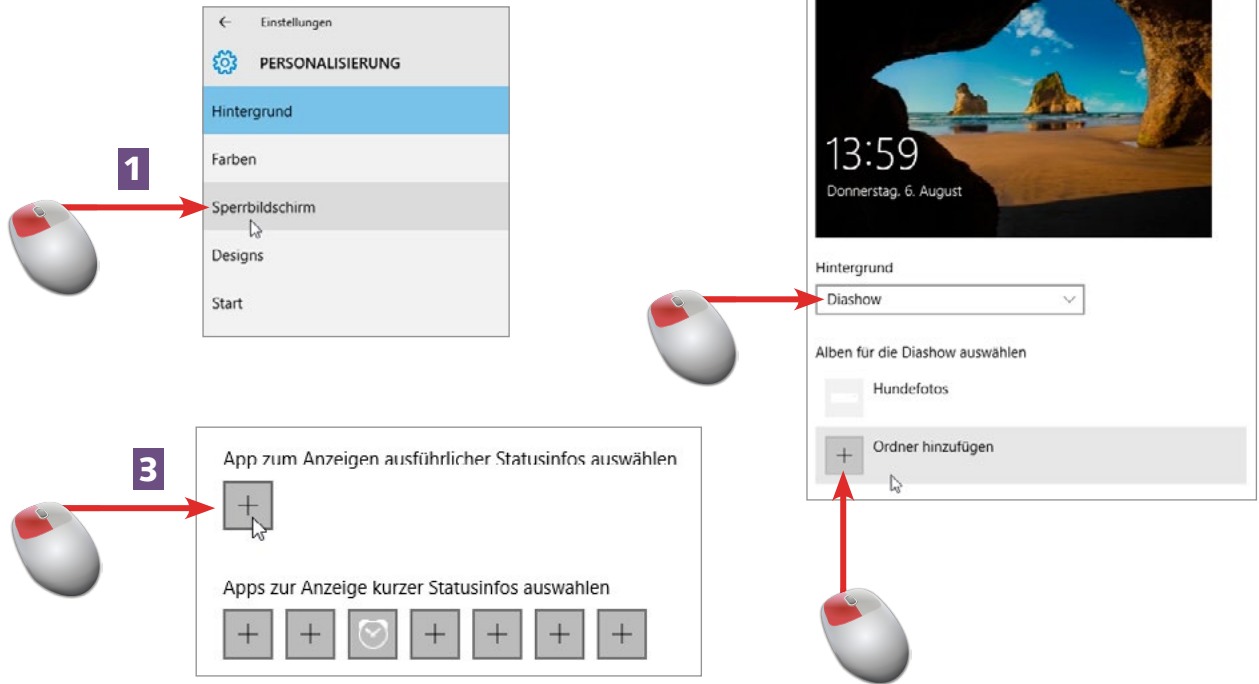 Einstellungen
PERSONALISIERUNG
Hintergrund
Farben
1
Sperrbildschirm
Designs
Start
13:59
Donnerstag, 6. August
Hintergrund
Diashow
Alben für die Diashow auswählen
Hundefotos
Ordner hinzufügen
3
App zum Anzeigen ausführlicher Statusinfos auswählen
Apps zur Anzeige kurzer Statusinfos auswahlen